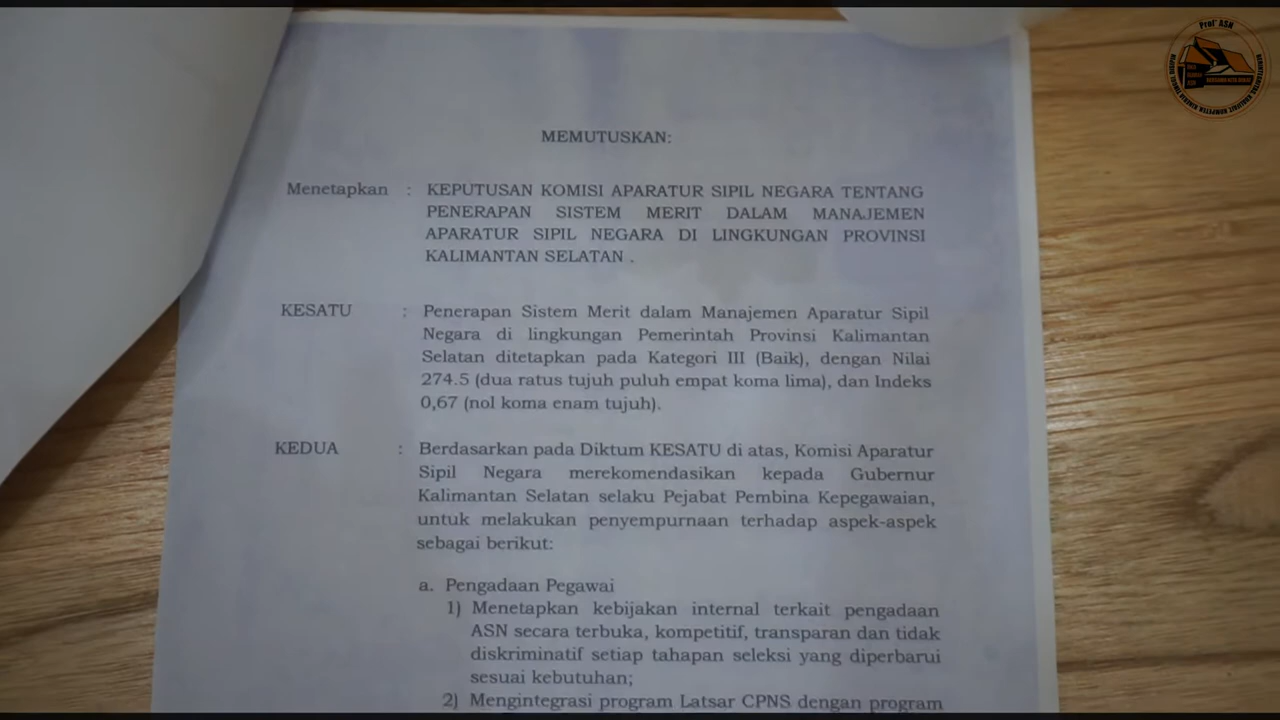 Prof' ASN
MEMUTUSKAN:
Menetapkan : KEPUTUSAN KOMISI APARATUR SIPIL NEGARA TENTANG
PENERAPAN SISTEM MERIT DALAM MANAJEMEN
APARATUR SIPIL NEGARA DI LINGKUNGAN PROVINSI
KALIMANTAN SELATAN .
KESATU : Penerapan Sistem Merit dalam Manajemen Aparatur Sipil
Negara di lingkungan Pemerintah Provinsi Kalimantan
Selatan ditetapkan pada Kategori III (Baik), dengan Nilai
274.5 (dua ratus tujuh puluh empat koma lima), dan Indeks
0,67 (nol koma enam tujuh).
KEDUA : Berdasarkan pada Diktum KESATU di atas, Komisi Aparatur
Sipil Negara merekomendasikan kepada Gubernur
Kalimantan Selatan selaku Pejabat Pembina Kepegawaian,
untuk melakukan penyempurnaan terhadap aspek-aspek
sebagai berikut:
a. Pengadaan Pegawai
1) Menetapkan kebijakan internal terkait pengadaan
ASN secara terbuka, kompetitif, transparan dan tidak
diskriminatif setiap tahapan seleksi yang diperbarui
sesuai kebutuhan;
2) Mengintegrasi program Latsar CPNS dengan program